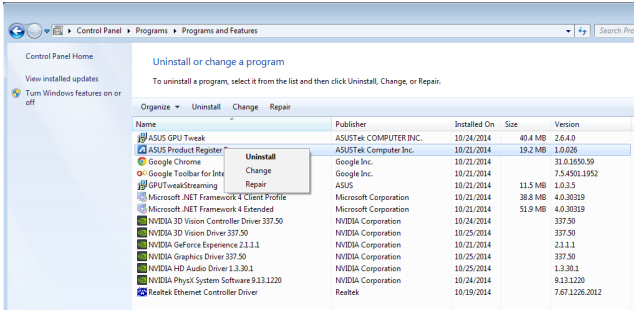 Control Panel ▸ Programs ▸ Programs and Features
Search Pro
Control Panel Home
View installed updates
Turn Windows features on or
off
Uninstall or change a program
To uninstall a program, select it from the list and then click Uninstall, Change, or Repair.
Organize Uninstall Change Repair
Name Publisher Installed On Size Version
ASUS GPU Tweak ASUSTek COMPUTER INC. 10/24/2014 40.4 MB 2.6.4.0
ASUS Product Register ASUSTek Computer Inc. 10/21/2014 19.2 MB 1.0.026
Google Chrome Google Inc. 10/21/2014 31.0.1650.59
Google Toolbar for Inte Google Inc. 10/21/2014 7.5.4501.1952
GPUTweakStreaming ASUS 10/21/2014 11.5 MB 1.0.3.5
Microsoft .NET Framework 4 Client Profile Microsoft Corporation 10/21/2014 38.8 MB 4.0.30319
Microsoft .NET Framework 4 Extended Microsoft Corporation 10/21/2014 51.9 MB 4.0.30319
NVIDIA 3D Vision Controller Driver 337.50 NVIDIA Corporation 10/24/2014 337.50
NVIDIA 3D Vision Driver 337.50 NVIDIA Corporation 10/25/2014 337.50
NVIDIA GeForce Experience 2.1.1.1 NVIDIA Corporation 10/21/2014 2.1.1.1
NVIDIA Graphics Driver 337.50 NVIDIA Corporation 10/25/2014 337.50
NVIDIA HD Audio Driver 1.3.30.1 NVIDIA Corporation 10/25/2014 1.3.30.1
NVIDIA PhysX System Software 9.13.1220 NVIDIA Corporation 10/24/2014 9.13.1220
Realtek Ethernet Controller Driver Realtek 10/19/2014 7.67.1226.2012
Uninstall
Change
Repair